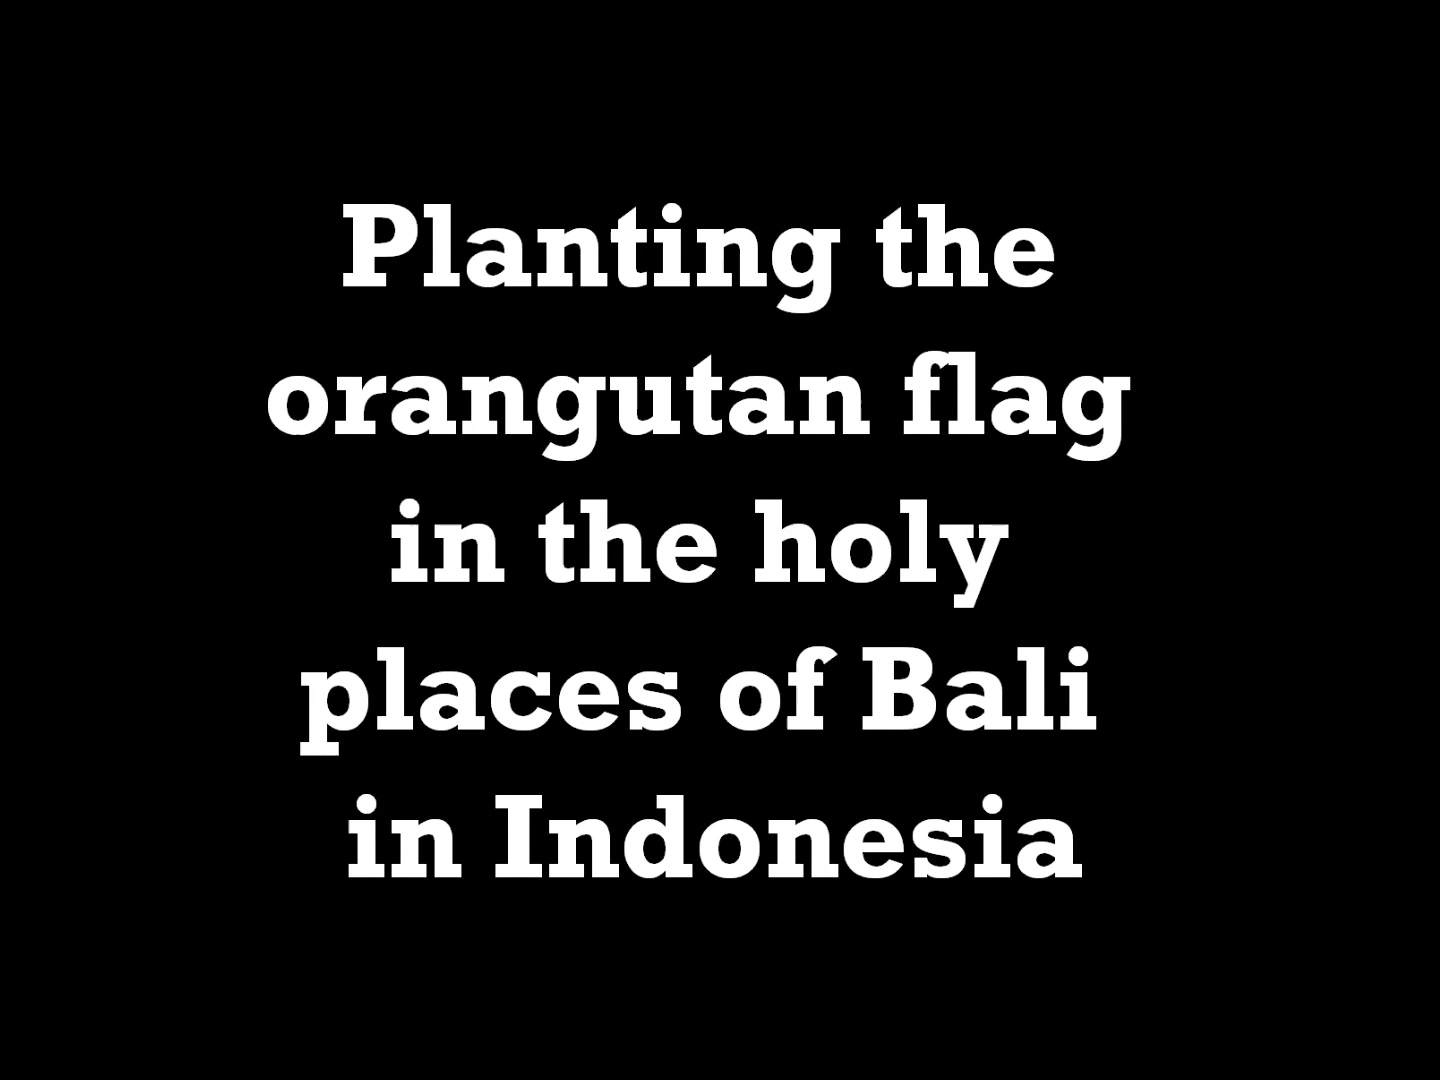 Planting the
orangutan flag
in the holy
places of Bali
in Indonesia